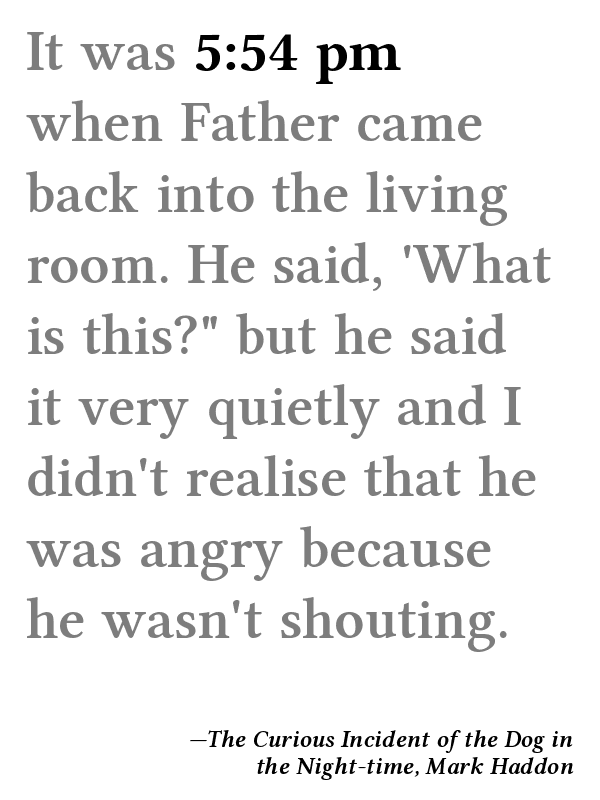 It was 5:54 pm
when Father came
back into the living
room. He said, 'What
is this?" but he said
it very quietly and I
didn't realise that he
was angry because
he wasn't shouting.
—The Curious Incident of the Dog in
the Night-time, Mark Haddon